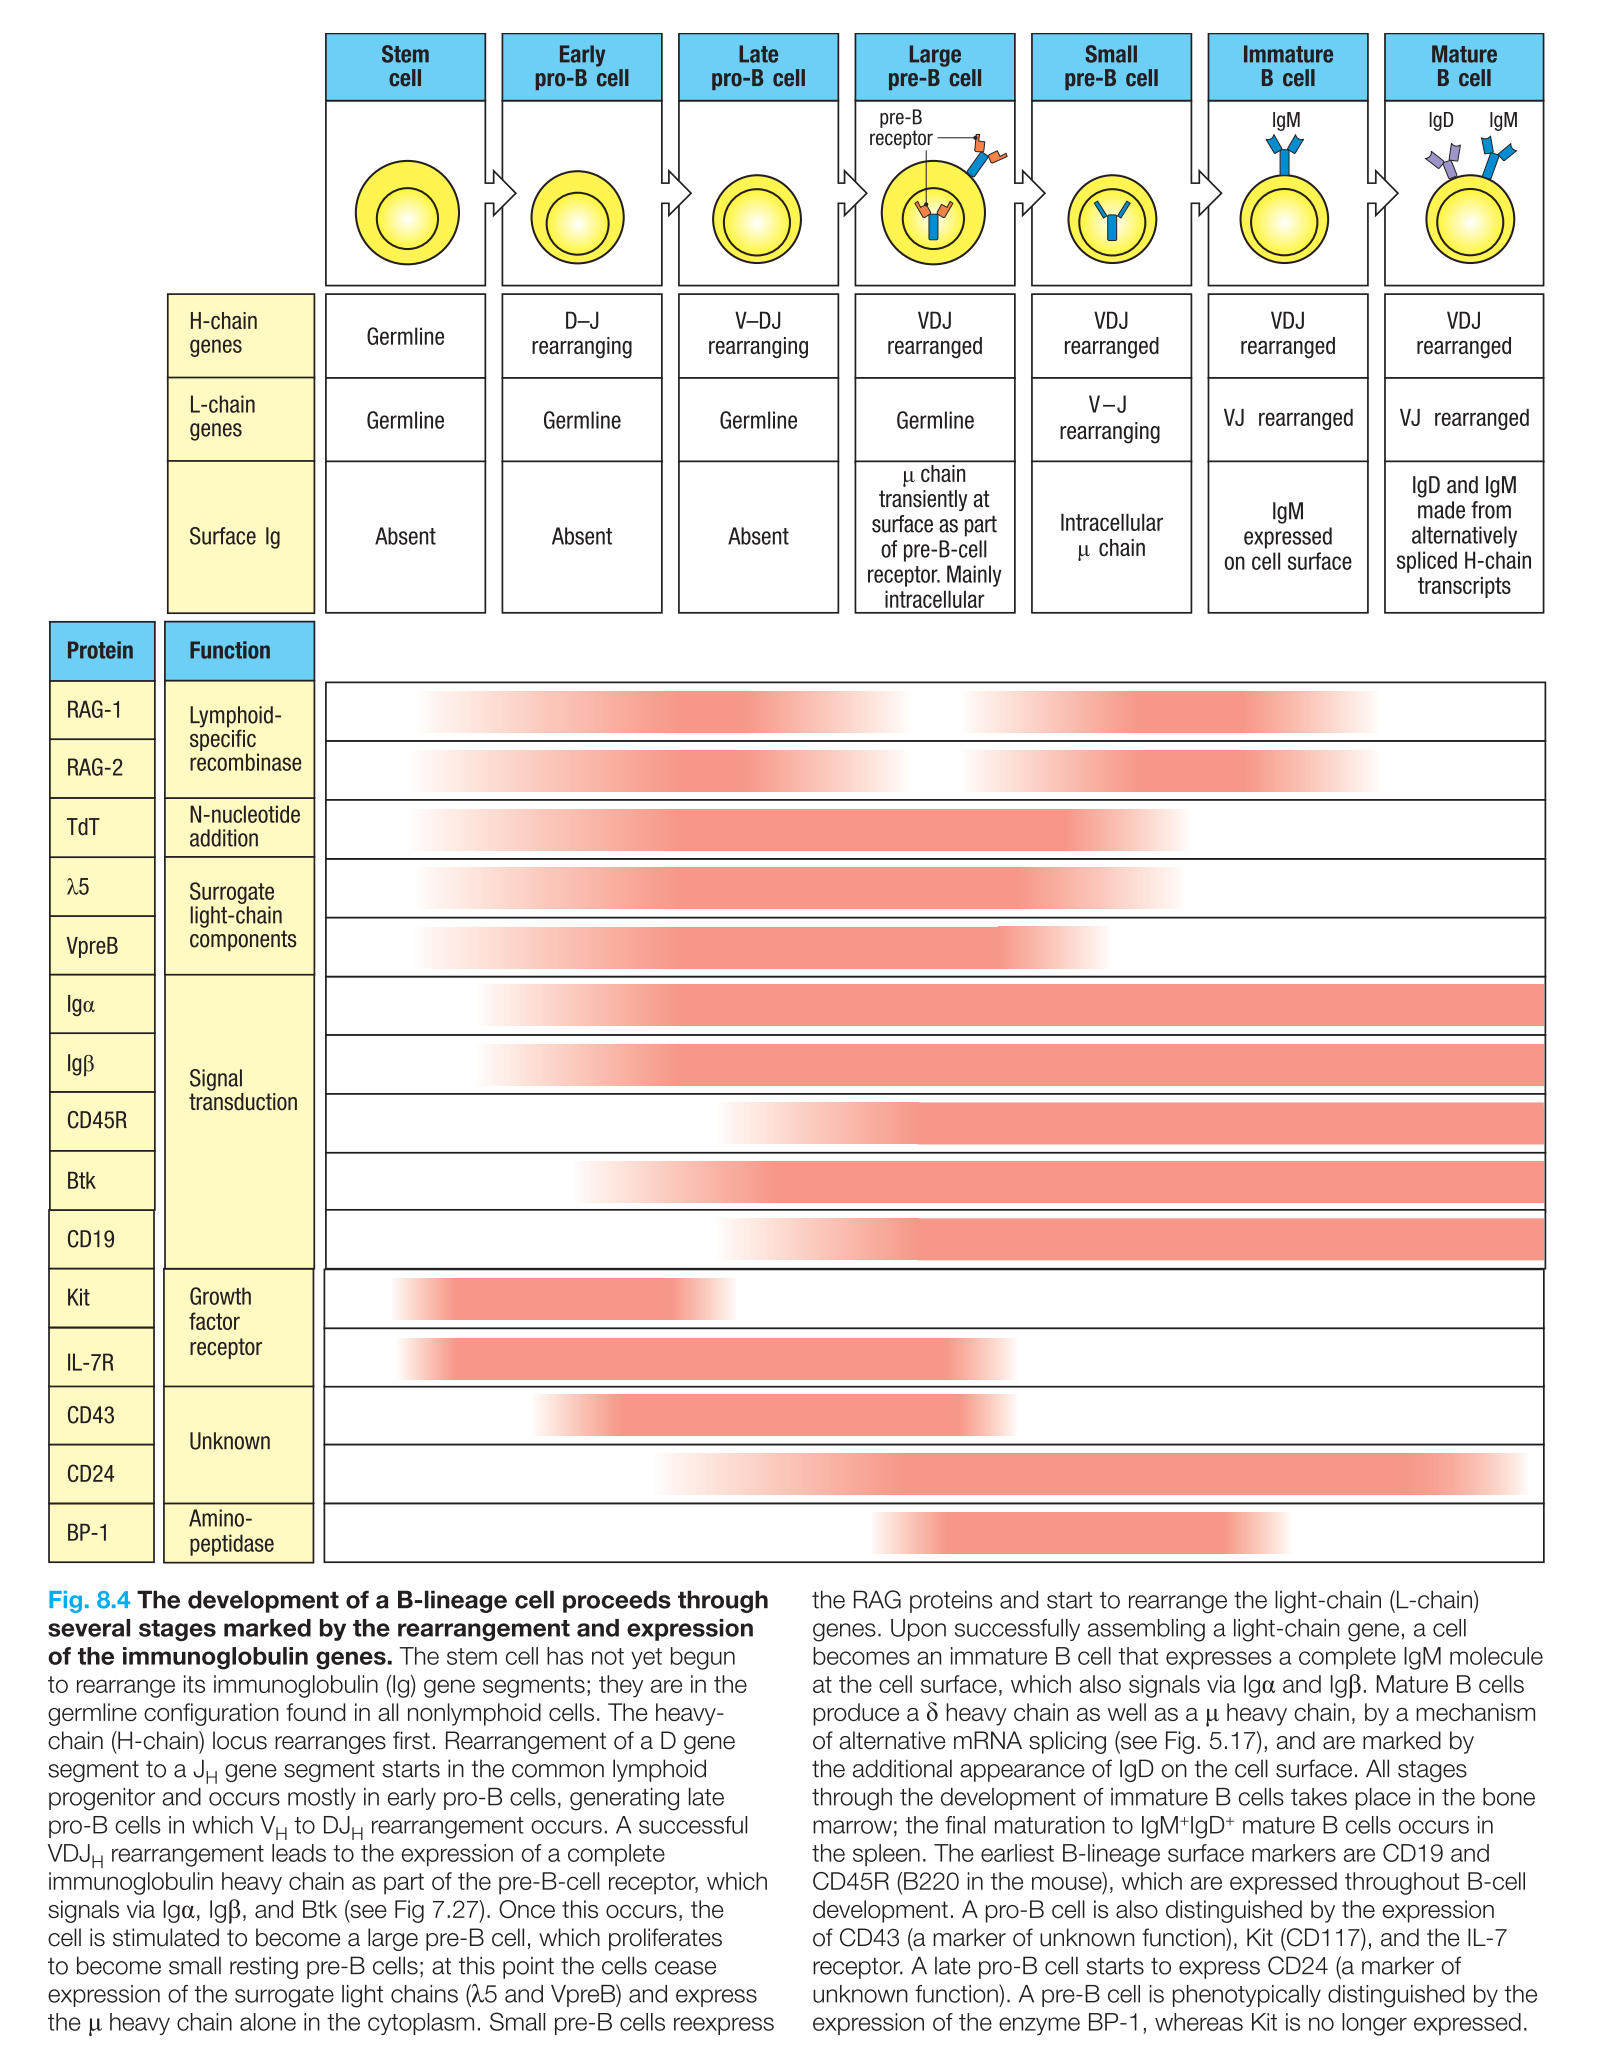 Stem
cell
Early
pro-B cell
Late
pro-B cell
Large
pre-B cell
Small
pre-B cell
Immature
B cell
Mature
B cell
pre-B
receptor
IgM
IgD
IgM
H-chain
genes
Germline
D–J
rearranging
V–DJ
rearranging
VDJ
rearranged
VDJ
rearranged
VDJ
rearranged
VDJ
rearranged
L-chain
genes
Germline
Germline
Germline
Germline
V–J
rearranging
VJ rearranged
VJ rearranged
Surface Ig
Absent
Absent
Absent
μ chain
transiently at
surface as part
of pre-B-cell
receptor. Mainly
intracellular
Intracellular
μ chain
IgM
expressed
on cell surface
IgD and IgM
made from
alternatively
spliced H-chain
transcripts
Protein
Function
RAG-1
RAG-2
Lymphoid-
specific
recombinase
TdT
N-nucleotide
addition
λ5
VpreB
Surrogate
light-chain
components
Igα
Igβ
CD45R
Btk
CD19
Signal
transduction
Kit
IL-7R
Growth
factor
receptor
CD43
CD24
Unknown
BP-1
Amino-
peptidase
Fig. 8.4 The development of a B-lineage cell proceeds through
several stages marked by the rearrangement and expression
of the immunoglobulin genes. The stem cell has not yet begun
to rearrange its immunoglobulin (Ig) gene segments; they are in the
germline configuration found in all nonlymphoid cells. The heavy-
chain (H-chain) locus rearranges first. Rearrangement of a D gene
segment to a JH gene segment starts in the common lymphoid
progenitor and occurs mostly in early pro-B cells, generating late
pro-B cells in which VH to DJH rearrangement occurs. A successful
VDJH rearrangement leads to the expression of a complete
immunoglobulin heavy chain as part of the pre-B-cell receptor, which
signals via Igα, Igβ, and Btk (see Fig 7.27). Once this occurs, the
cell is stimulated to become a large pre-B cell, which proliferates
to become small resting pre-B cells; at this point the cells cease
expression of the surrogate light chains (λ5 and VpreB) and express
the μ heavy chain alone in the cytoplasm. Small pre-B cells reexpress
the RAG proteins and start to rearrange the light-chain (L-chain)
genes. Upon successfully assembling a light-chain gene, a cell
becomes an immature B cell that expresses a complete IgM molecule
at the cell surface, which also signals via Igα and Igβ. Mature B cells
produce a δ heavy chain as well as a μ heavy chain, by a mechanism
of alternative mRNA splicing (see Fig. 5.17), and are marked by
the additional appearance of IgD on the cell surface. All stages
through the development of immature B cells takes place in the bone
marrow; the final maturation to IgM⁺IgD⁺ mature B cells occurs in
the spleen. The earliest B-lineage surface markers are CD19 and
CD45R (B220 in the mouse), which are expressed throughout B-cell
development. A pro-B cell is also distinguished by the expression
of CD43 (a marker of unknown function), Kit (CD117), and the IL-7
receptor. A late pro-B cell starts to express CD24 (a marker of
unknown function). A pre-B cell is phenotypically distinguished by the
expression of the enzyme BP-1, whereas Kit is no longer expressed.